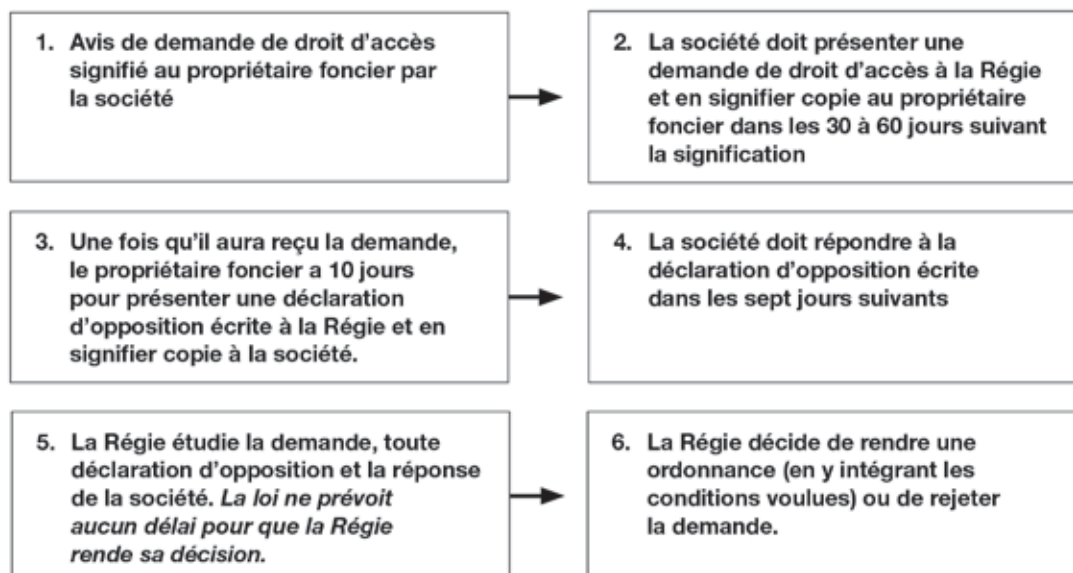 1. Avis de demande de droit d'accès
signifié au propriétaire foncier par
la société
2. La société doit présenter une
demande de droit d'accès à la Régie
et en signifier copie au propriétaire
foncier dans les 30 à 60 jours suivant
la signification
3. Une fois qu'il aura reçu la demande,
le propriétaire foncier a 10 jours
pour présenter une déclaration
d'opposition écrite à la Régie et en
signifier copie à la société.
4. La société doit répondre à la
déclaration d'opposition écrite
dans les sept jours suivants
5. La Régie étudie la demande, toute
déclaration d'opposition et la réponse
de la société. La loi ne prévoit
aucun délai pour que la Régie
rende sa décision.
6. La Régie décide de rendre une
ordonnance (en y intégrant les
conditions voulues) ou de rejeter
la demande.